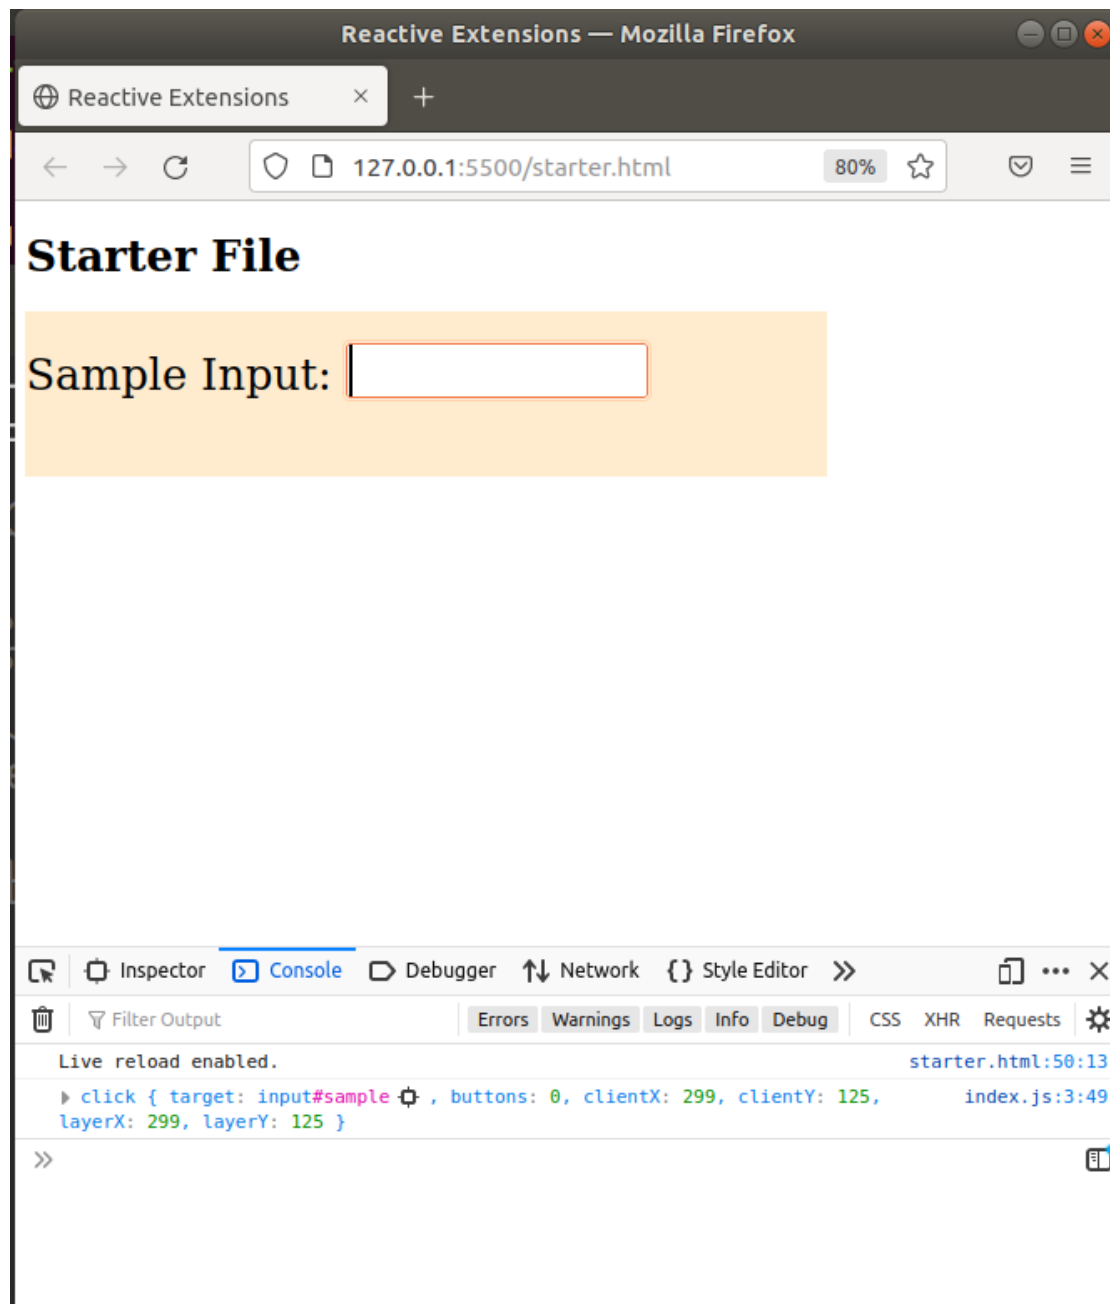 Reactive Extensions — Mozilla Firefox
Reactive Extensions
127.0.0.1:5500/starter.html 80%
Starter File
Sample Input:
Inspector Console Debugger Network {} Style Editor
Filter Output Errors Warnings Logs Info Debug CSS XHR Requests
Live reload enabled. starter.html:50:13
click { target: input#sample , buttons: 0, clientX: 299, clientY: 125, index.js:3:49
layerX: 299, layerY: 125 }